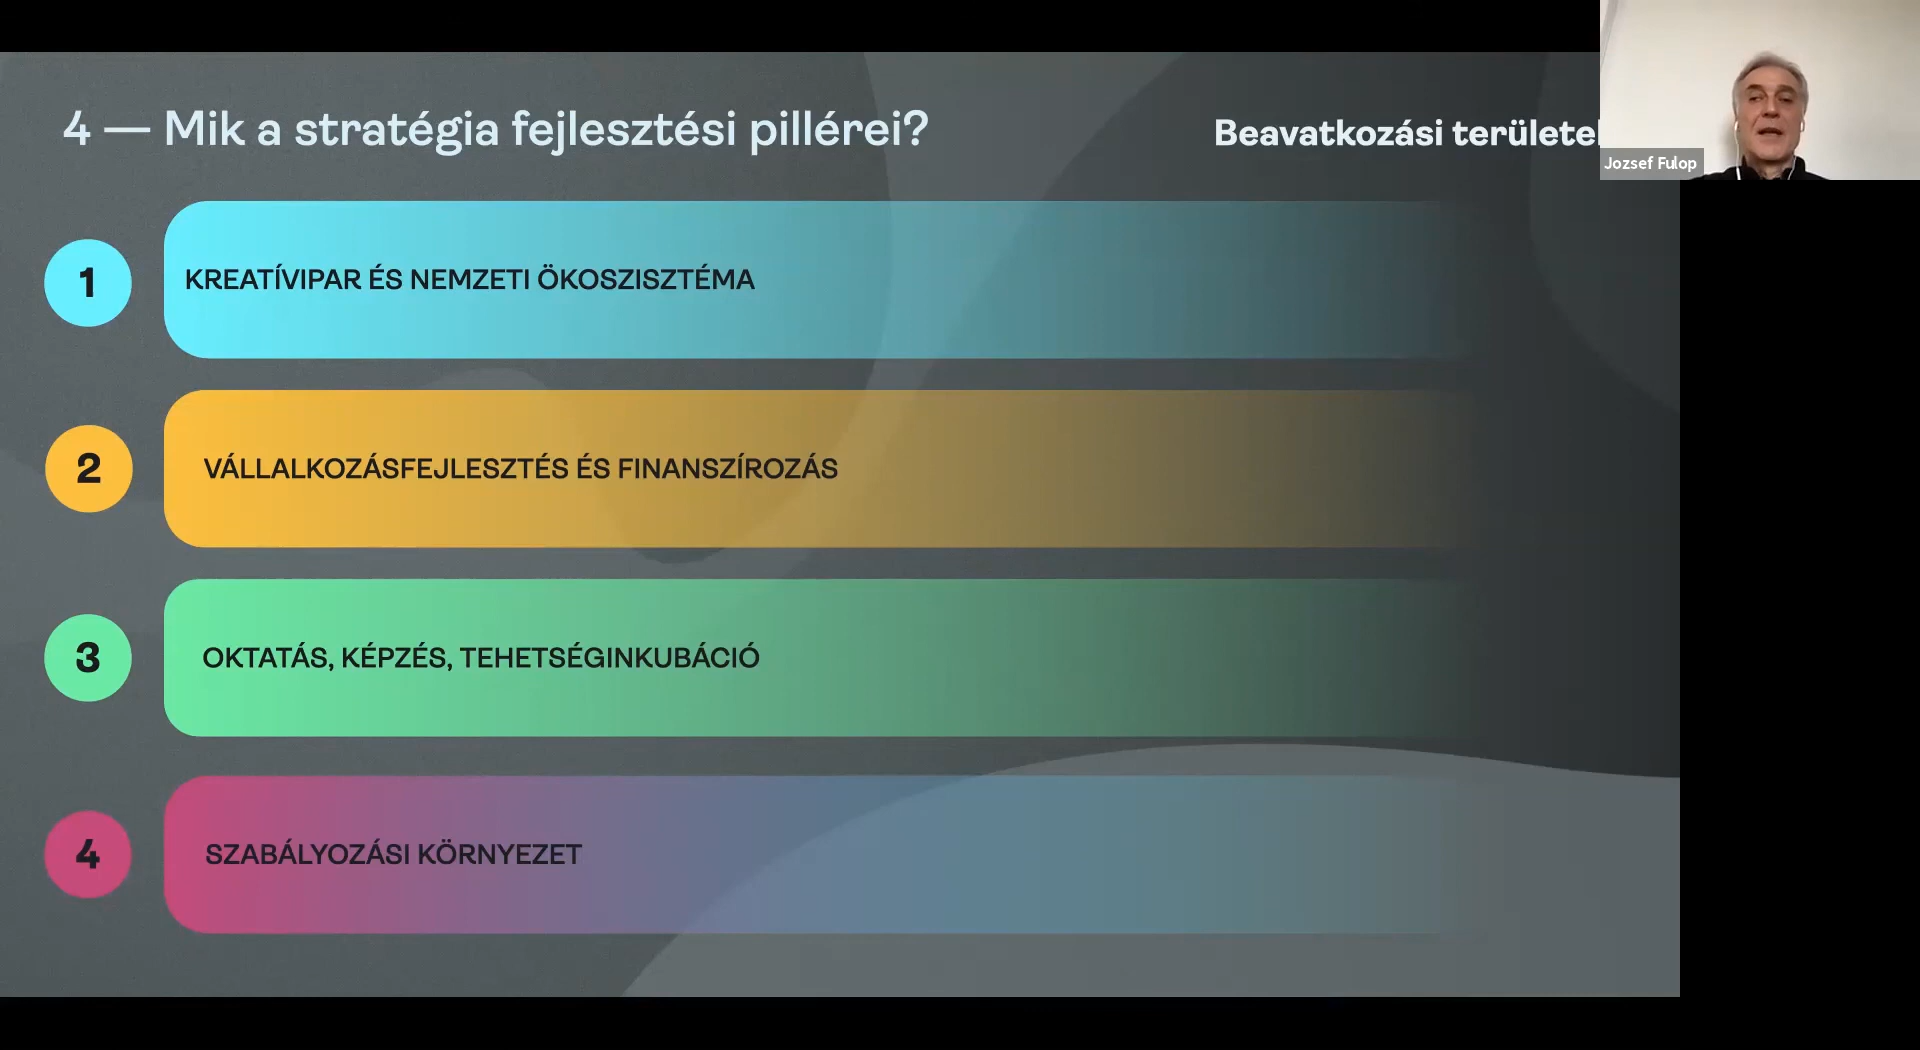 4 — Mik a stratégia fejlesztési pillérei?
Beavatkozási területe
Jozsef Fulop
1
KREATÍVIPAR ÉS NEMZETI ÖKOSZISZTÉMA
2
VÁLLALKOZÁSFEJLESZTÉS ÉS FINANSZÍROZÁS
3
OKTATÁS, KÉPZÉS, TEHETSÉGINKUBÁCIÓ
4
SZABÁLYOZÁSI KÖRNYEZET